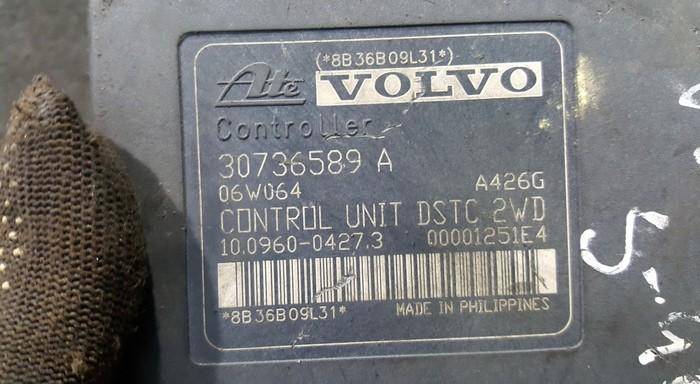 (*8B36B09L31*)
Ate VOLVO
Controller
30736589 A
06W064 A426G
CONTROL UNIT DSTC 2WD
10.0960-0427.3 00001251E4
*8B36B09L31* MADE IN PHILIPPINES